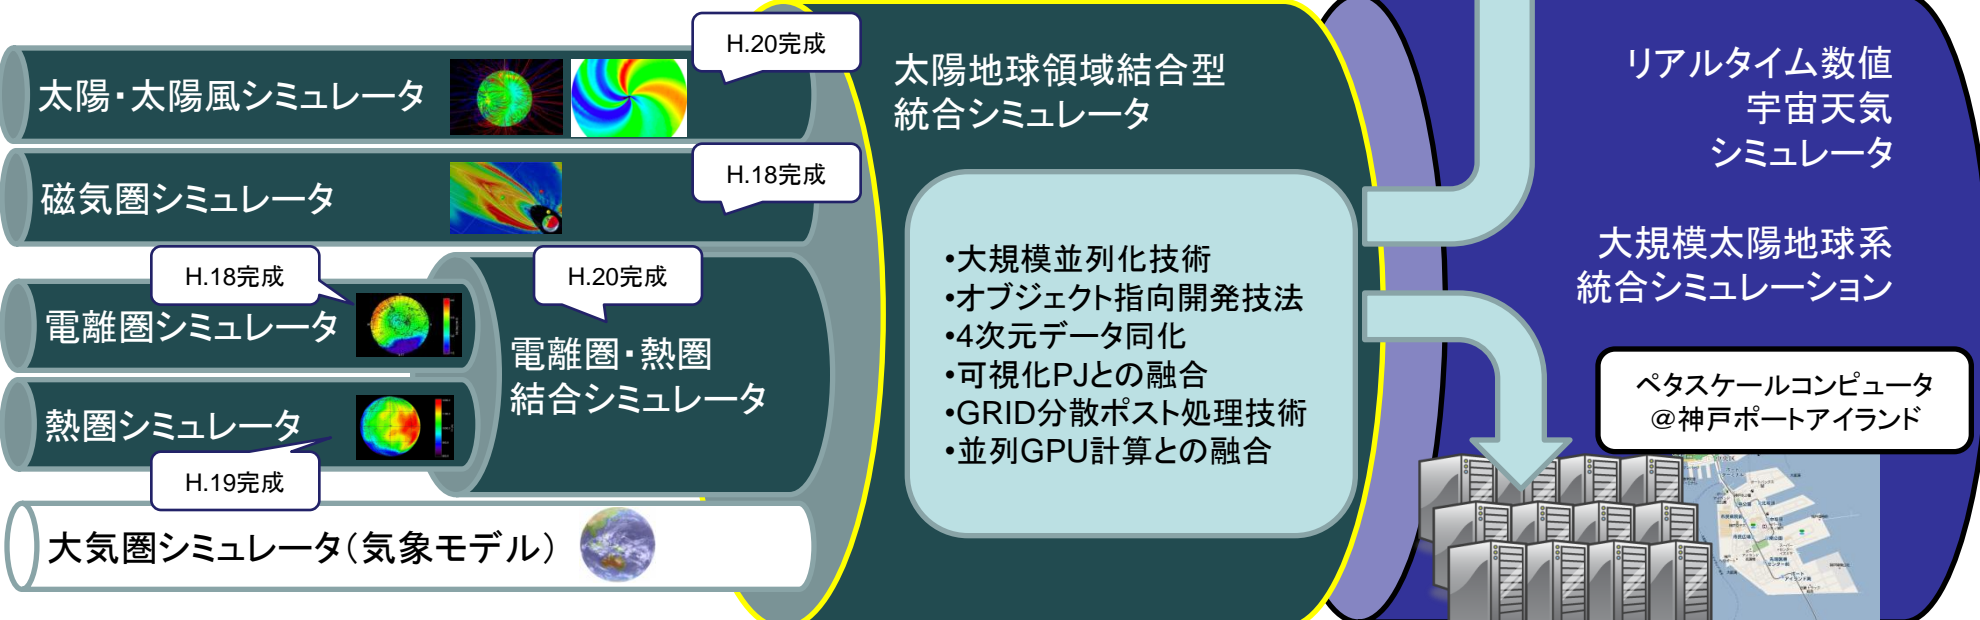 H.20完成
太陽・太陽風シミュレータ
H.18完成
磁気圏シミュレータ
H.18完成
電離圏シミュレータ
H.20完成
電離圏・熱圏
結合シミュレータ
熱圏シミュレータ
H.19完成
大気圏シミュレータ(気象モデル)
太陽地球領域結合型
統合シミュレータ
•大規模並列化技術
•オブジェクト指向開発技法
•4次元データ同化
•可視化PJとの融合
•GRID分散ポスト処理技術
•並列GPU計算との融合
リアルタイム数値
宇宙天気
シミュレータ
大規模太陽地球系
統合シミュレーション
ペタスケールコンピュータ
@神戸ポートアイランド